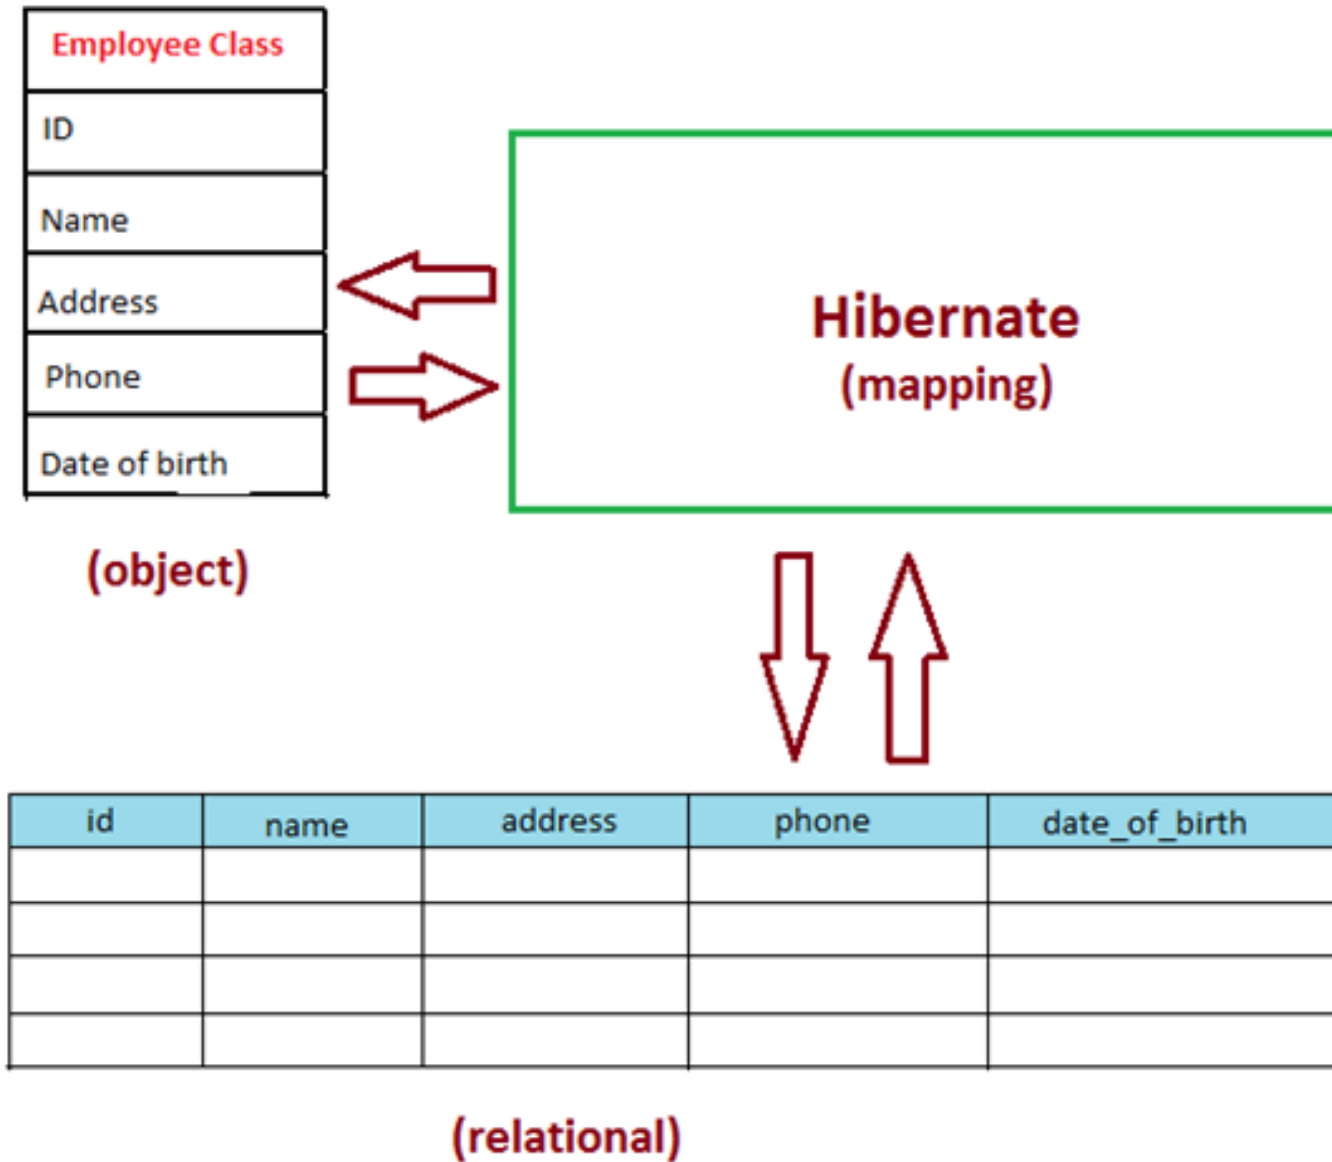 Employee Class
ID
Name
Address
Phone
Date of birth
(object)
Hibernate
(mapping)
id name address phone date_of_birth
(relational)